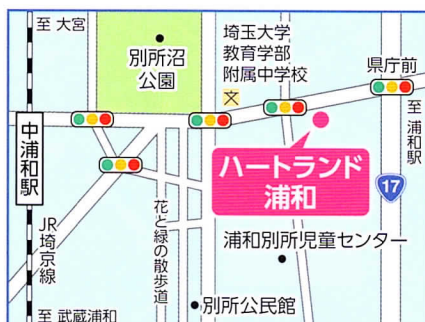 至 大宮
別所沼
公園
埼玉大学
教育学部
附属中学校
文
県庁前
至 浦和駅
中浦和駅
ハートランド
浦和
17
JR埼京線
花と緑の散歩道
浦和別所児童センター
別所公民館
至 武蔵浦和